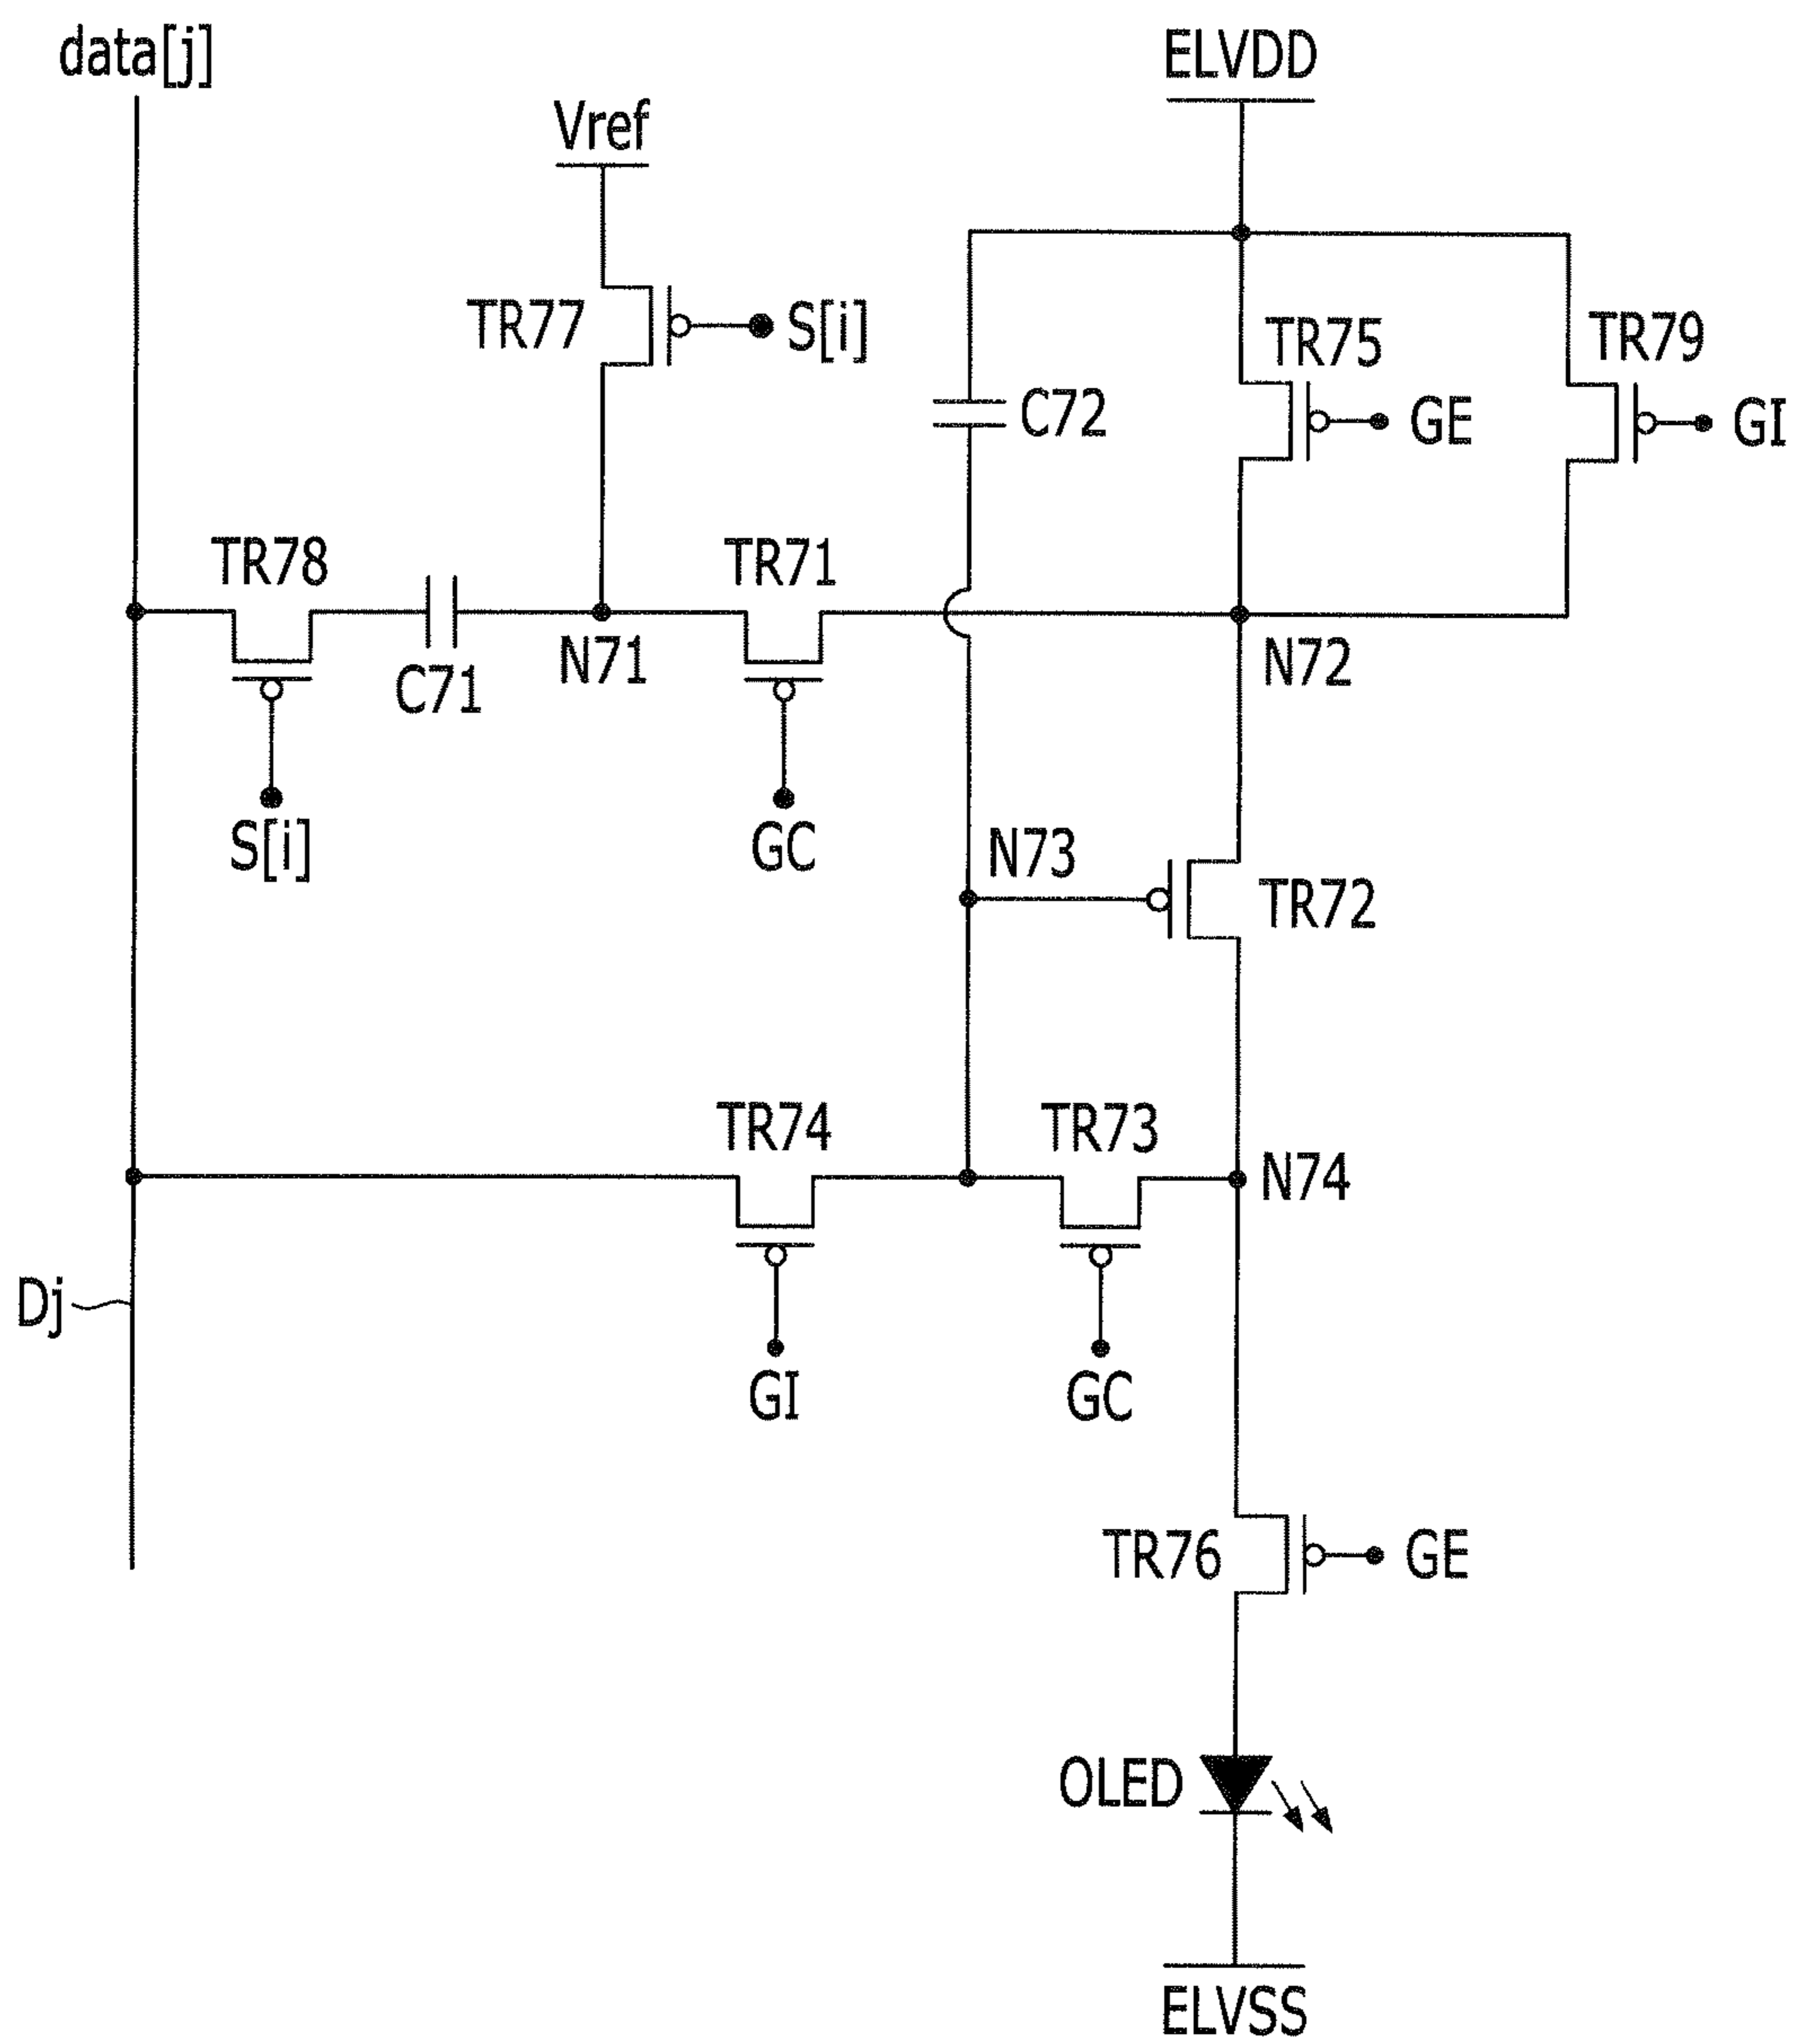 data[j]
ELVDD
Vref
TR77
S[i]
TR75
TR79
C72
GE
GI
TR78
TR71
C71
N71
N72
S[i]
GC
N73
TR72
TR74
TR73
N74
Dj
GI
GC
TR76
GE
OLED
ELVSS